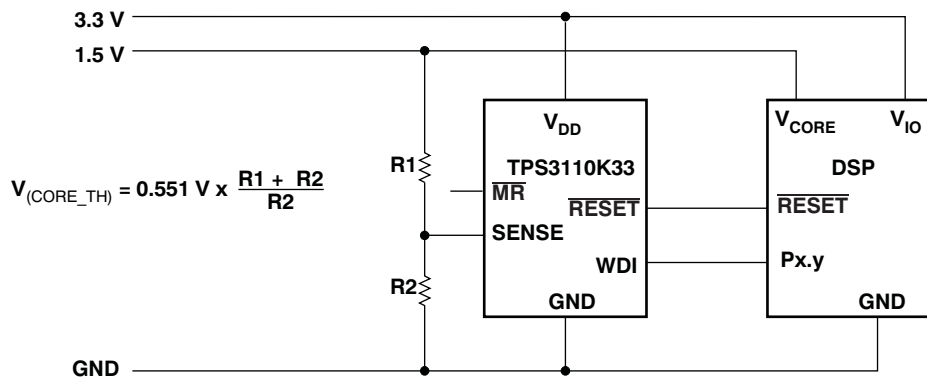 3.3 V
1.5 V
V(CORE_TH) = 0.551 V x R1 + R2 / R2
R1
R2
VDD
TPS3110K33
MR
RESET
SENSE
WDI
GND
VCORE
VIO
DSP
RESET
Px.y
GND
GND